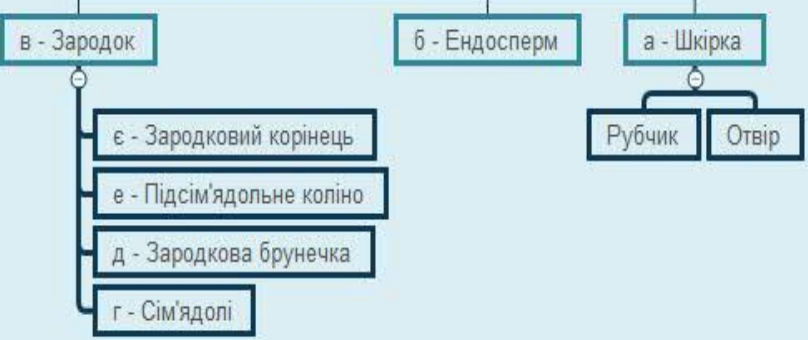 в - Зародок
б - Ендосперм
а - Шкірка
є - Зародковий корінець
е - Підсім'ядольне коліно
д - Зародкова брунечка
г - Сім'ядолі
Рубчик
Отвір